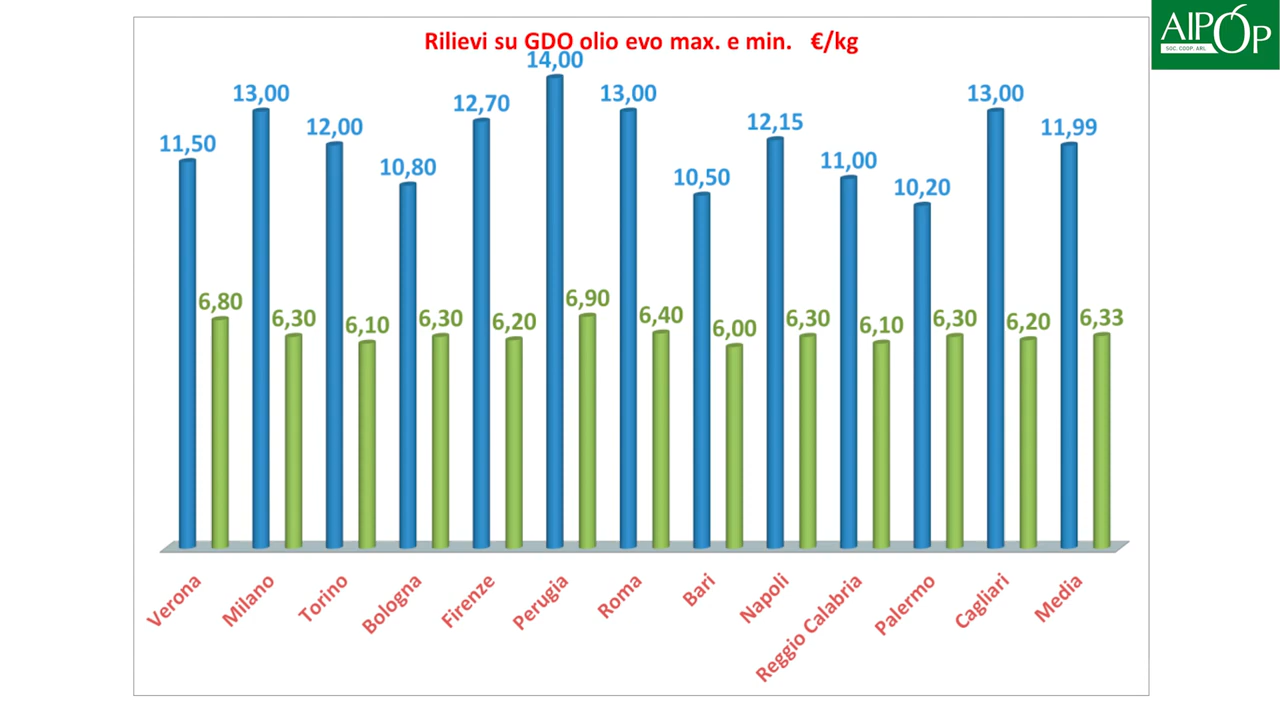 Rilievi su GDO olio evo max. e min. €/kg
AIPOP
SOC. COOP. ARL
11,50
13,00
12,00
10,80
12,70
14,00
13,00
10,50
12,15
11,00
10,20
13,00
11,99
6,80
6,30
6,10
6,30
6,20
6,90
6,40
6,00
6,30
6,10
6,30
6,20
6,33
Verona
Milano
Torino
Bologna
Firenze
Perugia
Roma
Bari
Napoli
Reggio Calabria
Palermo
Cagliari
Media